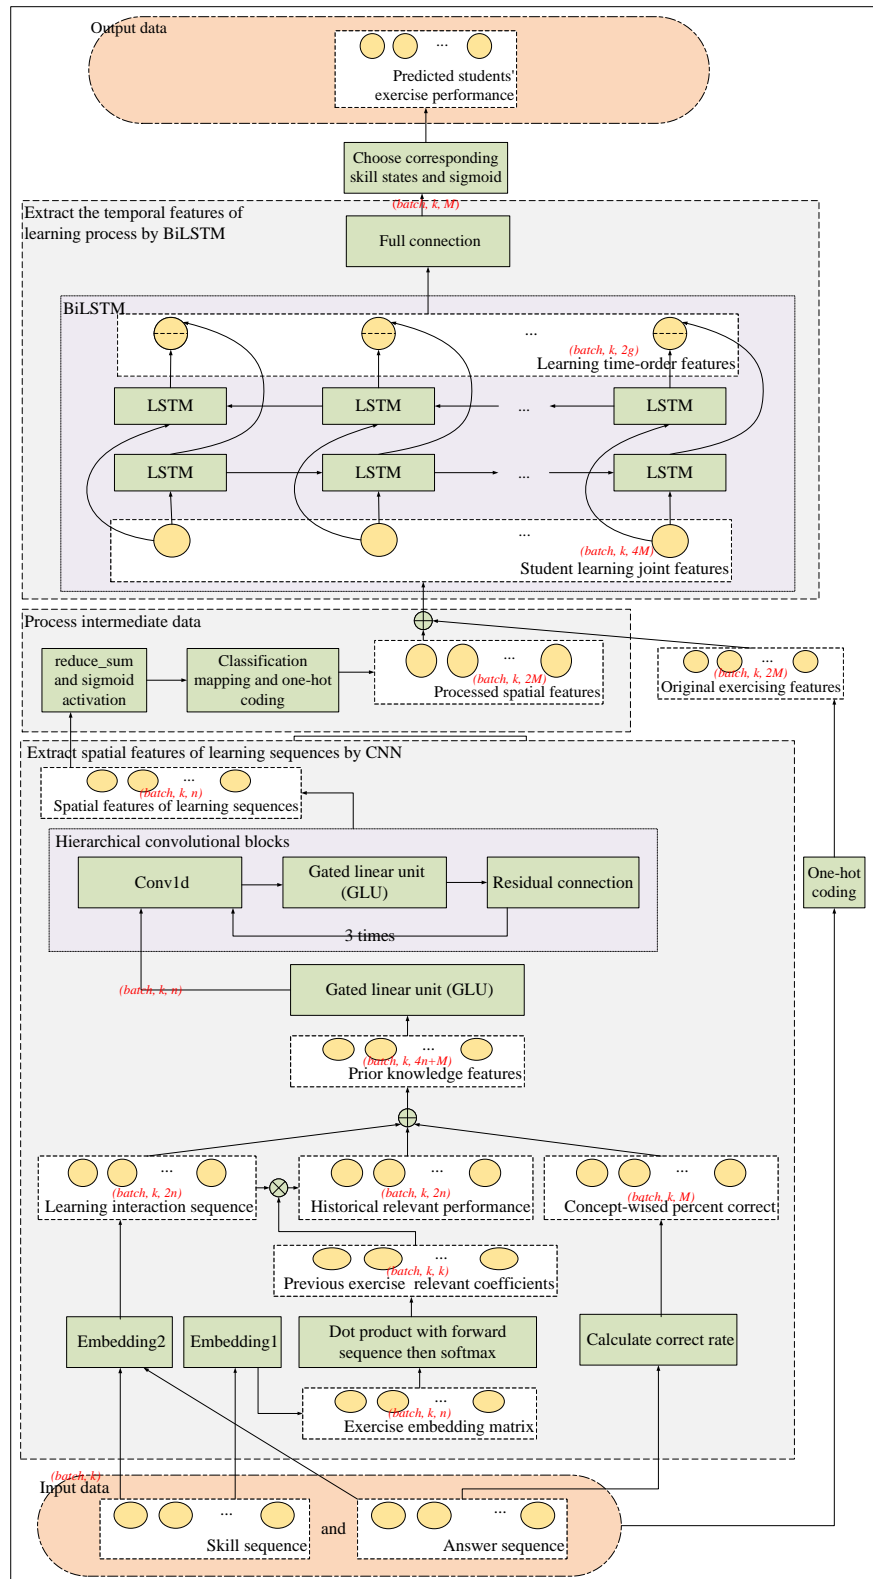 Output data
...
Predicted students'
exercise performance
Choose corresponding
skill states and sigmoid
(batch, k, M)
Extract the temporal features of
learning process by BiLSTM
Full connection
BiLSTM
...
(batch, k, 2g)
Learning time-order features
LSTM
LSTM
...
LSTM
LSTM
LSTM
...
LSTM
...
(batch, k, 4M)
Student learning joint features
Process intermediate data
reduce_sum
and sigmoid
activation
Classification
mapping and one-hot
coding
...
(batch, k, 2M)
Processed spatial features
...
(batch, k, 2M)
Original exercising features
Extract spatial features of learning sequences by CNN
...
(batch, k, n)
Spatial features of learning sequences
Hierarchical convolutional blocks
Conv1d
Gated linear unit
(GLU)
Residual connection
3 times
One-hot
coding
(batch, k, n)
Gated linear unit (GLU)
...
(batch, k, 4n+M)
Prior knowledge features
...
(batch, k, 2n)
Learning interaction sequence
...
(batch, k, 2n)
Historical relevant performance
...
(batch, k, M)
Concept-wised percent correct
...
(batch, k, k)
Previous exercise relevant coefficients
Embedding2
Embedding1
Dot product with forward
sequence then softmax
Calculate correct rate
...
(batch, k, n)
Exercise embedding matrix
(batch, k)
Input data
...
Skill sequence
and
...
Answer sequence